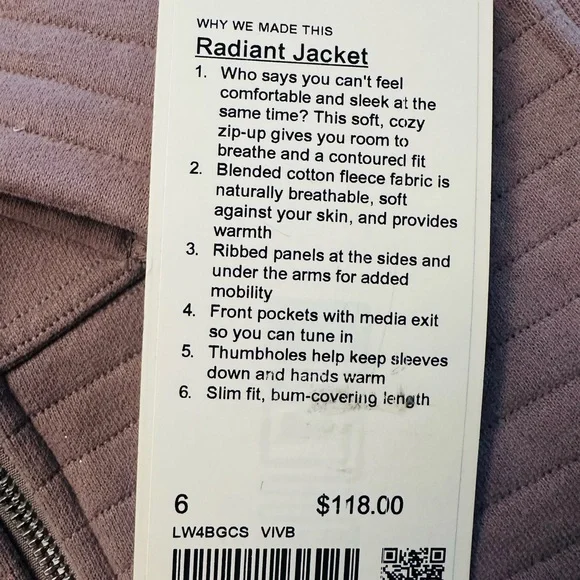 WHY WE MADE THIS
Radiant Jacket
1. Who says you can't feel
comfortable and sleek at the
same time? This soft, cozy
zip-up gives you room to
breathe and a contoured fit
2. Blended cotton fleece fabric is
naturally breathable, soft
against your skin, and provides
warmth
3. Ribbed panels at the sides and
under the arms for added
mobility
4. Front pockets with media exit
so you can tune in
5. Thumbholes help keep sleeves
down and hands warm
6. Slim fit, bum-covering length
6 $118.00
LW4BGCS VIVB